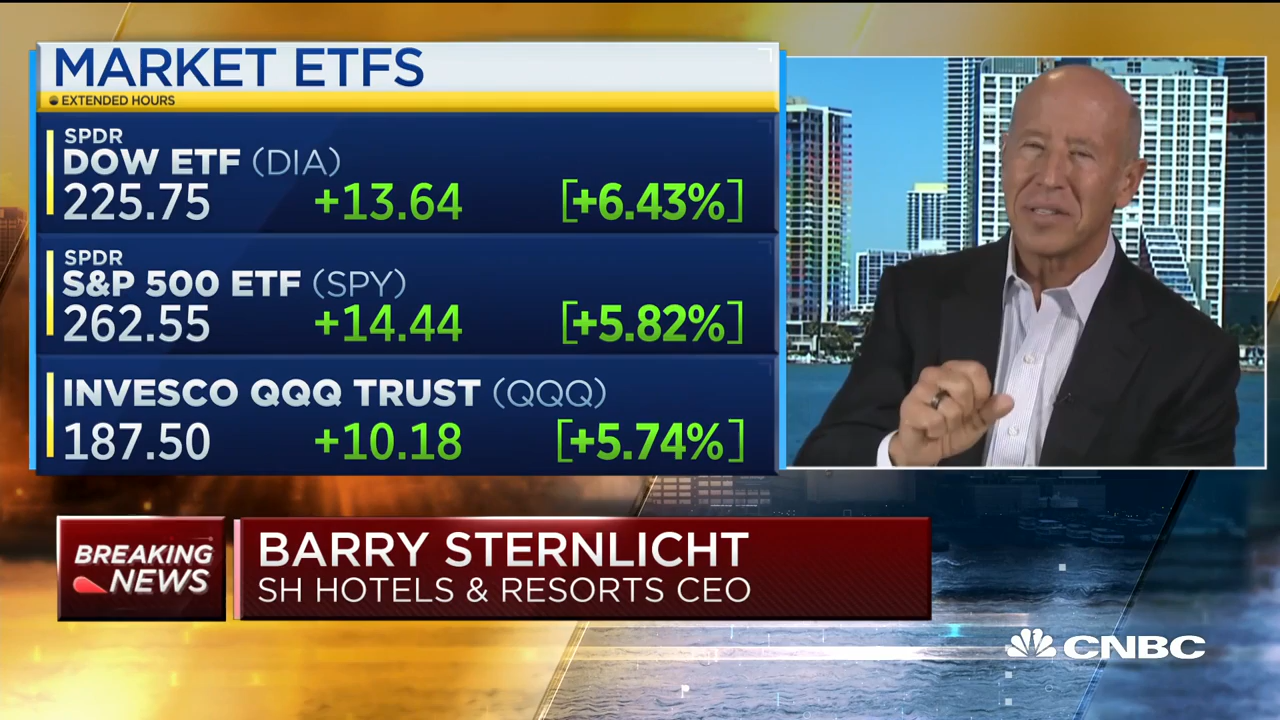 MARKET ETFS
EXTENDED HOURS
SPDR
DOW ETF (DIA)
225.75 +13.64 [+6.43%]
SPDR
S&P 500 ETF (SPY)
262.55 +14.44 [+5.82%]
INVESCO QQQ TRUST (QQQ)
187.50 +10.18 [+5.74%]
BREAKING
NEWS
BARRY STERNLICHT
SH HOTELS & RESORTS CEO
CNBC